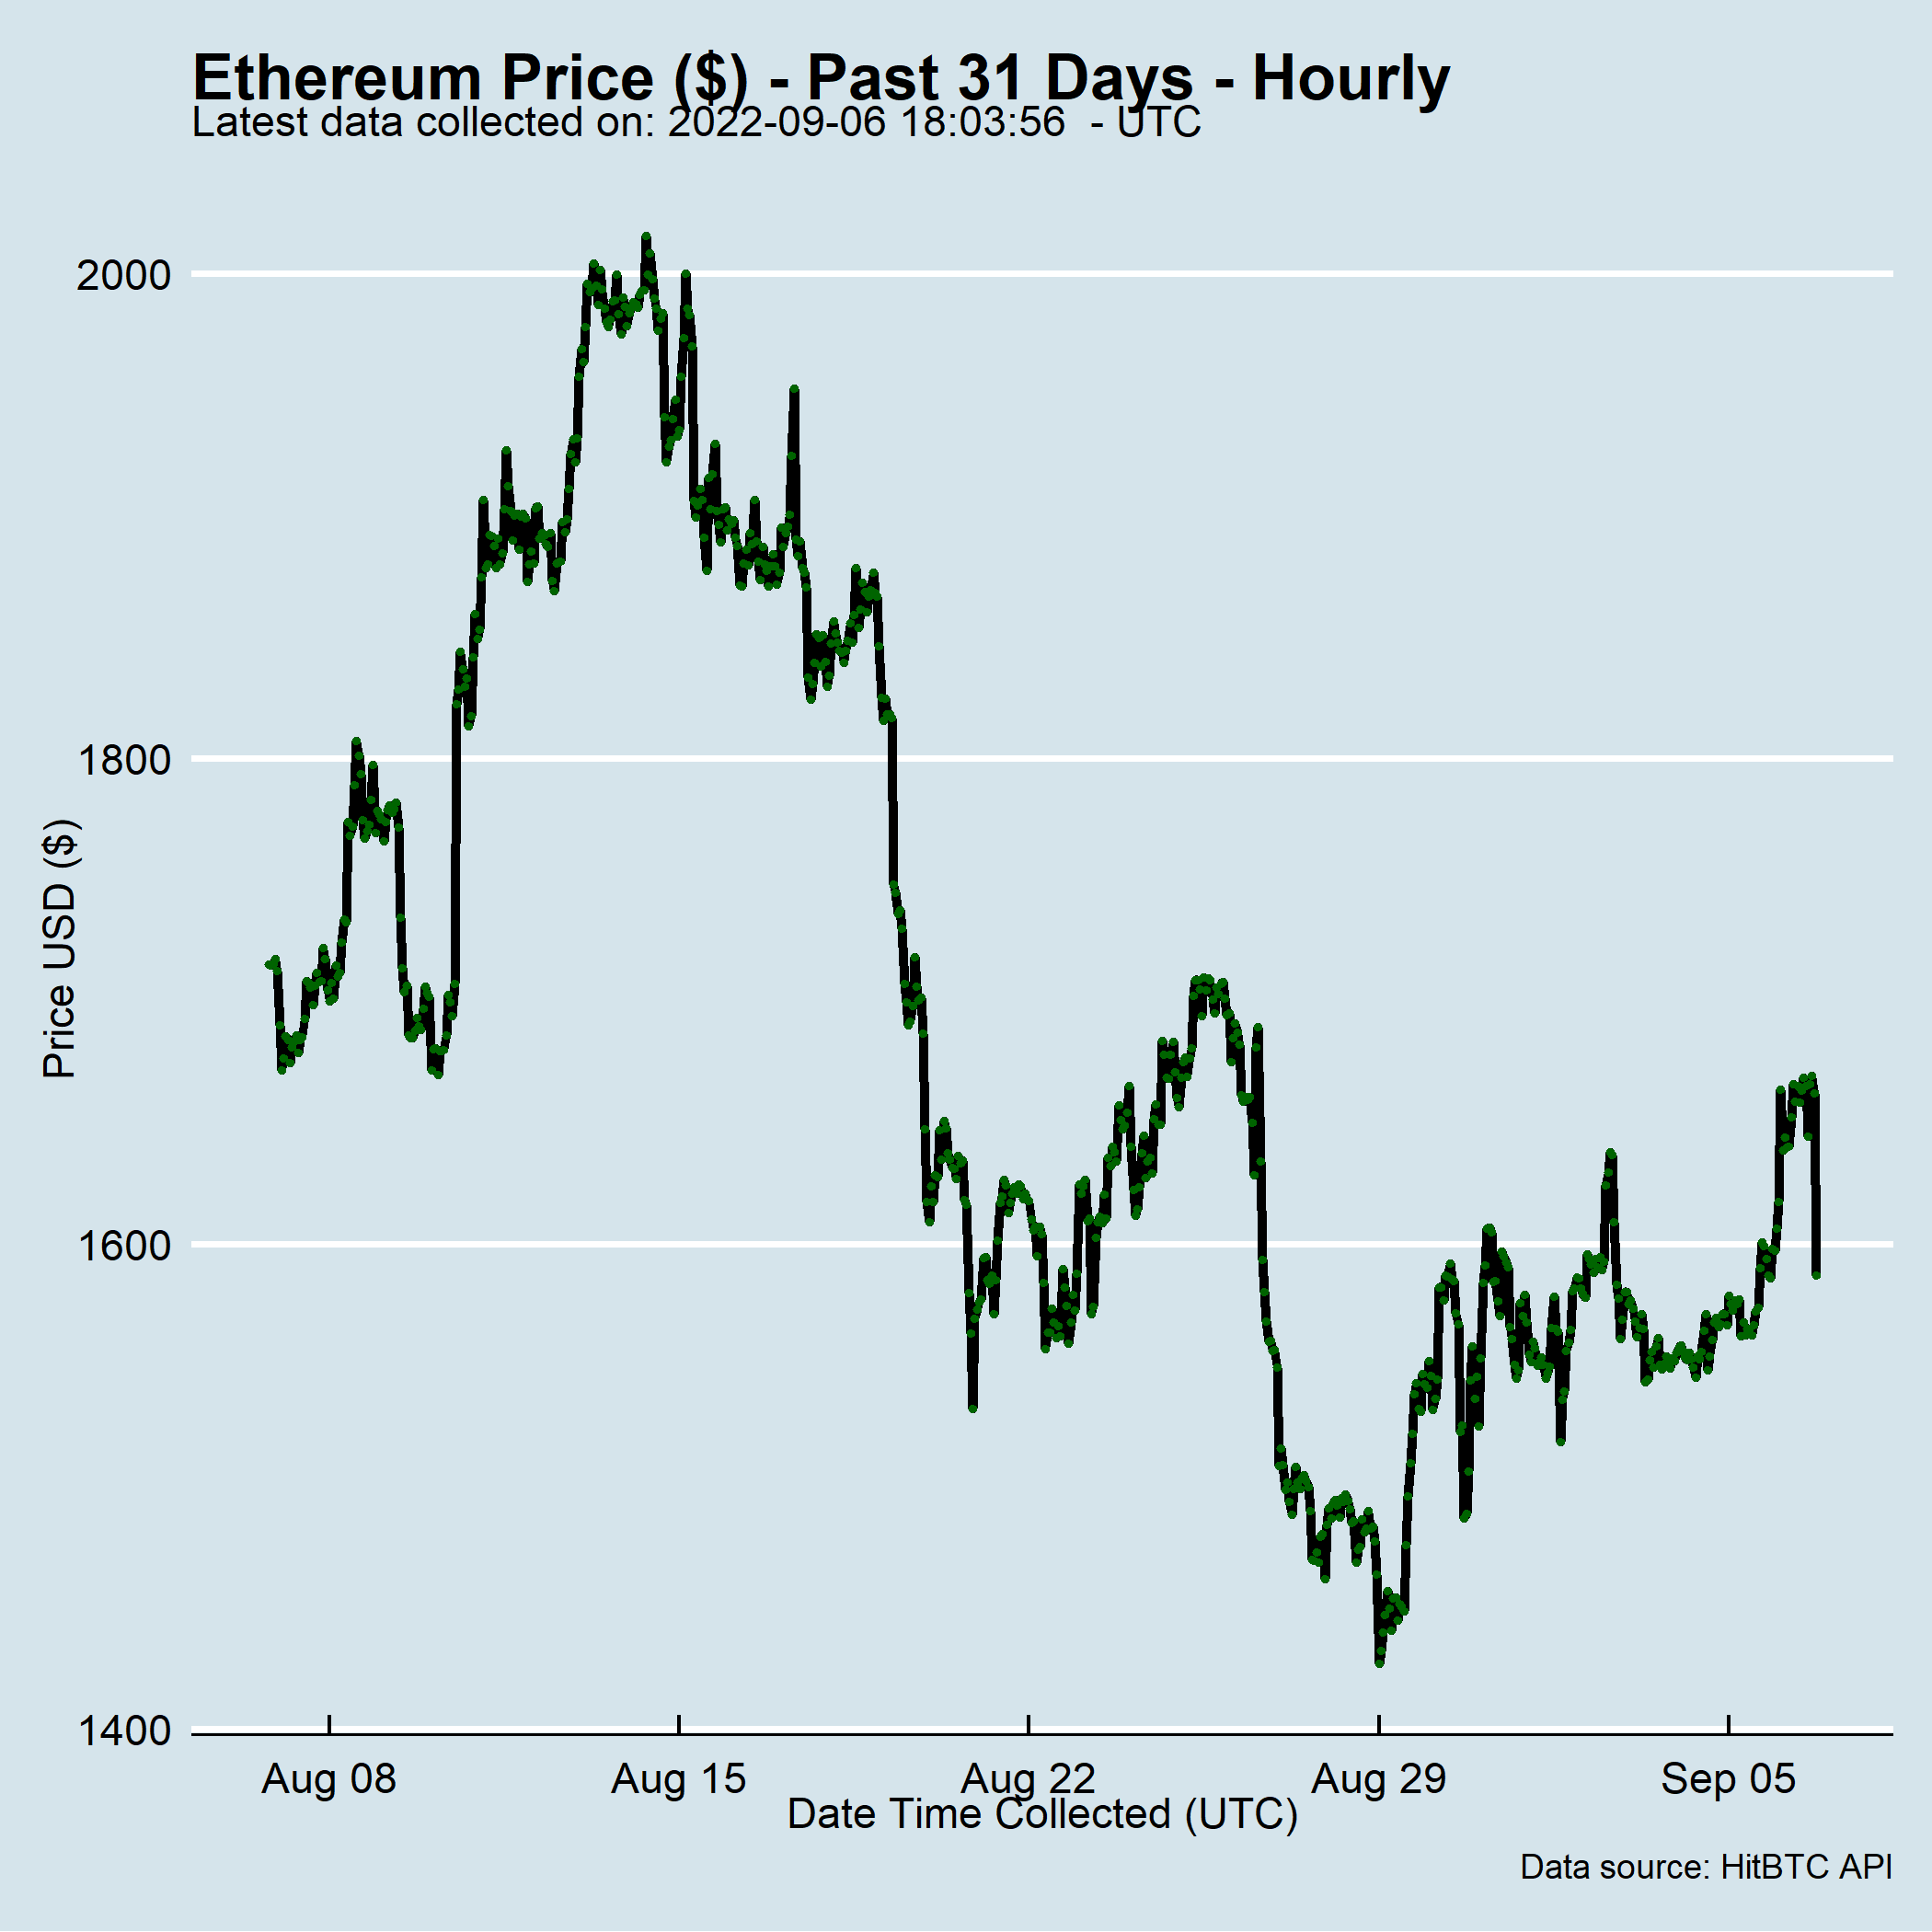 Ethereum Price ($) - Past 31 Days - Hourly
Latest data collected on: 2022-09-06 18:03:56  - UTC
2000
1800
1600
1400
Price USD ($)
Aug 08 Aug 15 Aug 22 Aug 29 Sep 05
Date Time Collected (UTC)
Data source: HitBTC API